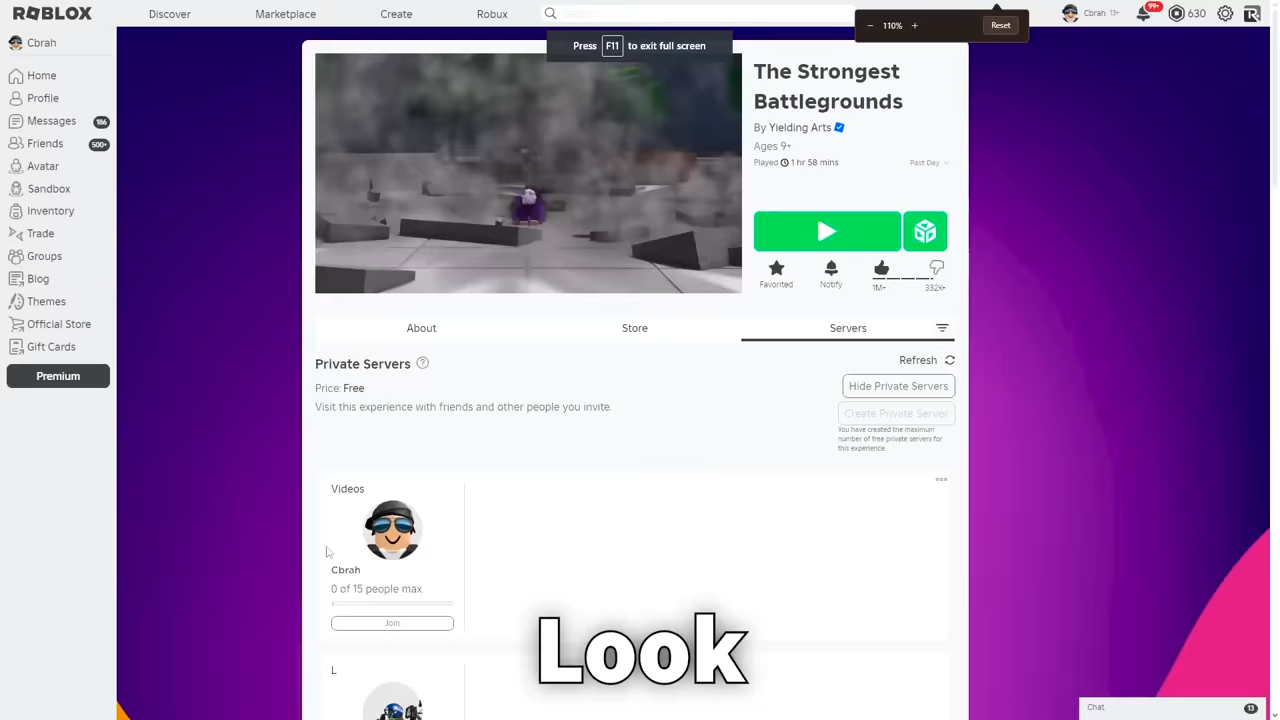 ROBLOX
Discover
Marketplace
Create
Robux
Cbrah 13+
99+
630
− 110% +
Reset
Press F11 to exit full screen
Cbrah
Home
Profile
Messages 186
Friends 500+
Avatar
Sandbox
Inventory
Trade
Groups
Blog
Themes
Official Store
Gift Cards
Premium
The Strongest
Battlegrounds
By Yielding Arts
Ages 9+
Played 1 hr 58 mins
Past Day
Favorited
Notify
1M+
332K+
About
Store
Servers
Private Servers
Refresh
Price: Free
Hide Private Servers
Visit this experience with friends and other people you invite.
Create Private Server
You have created the maximum
number of free private servers for
this experience.
Videos
Cbrah
0 of 15 people max
Join
Look
L
Chat 13